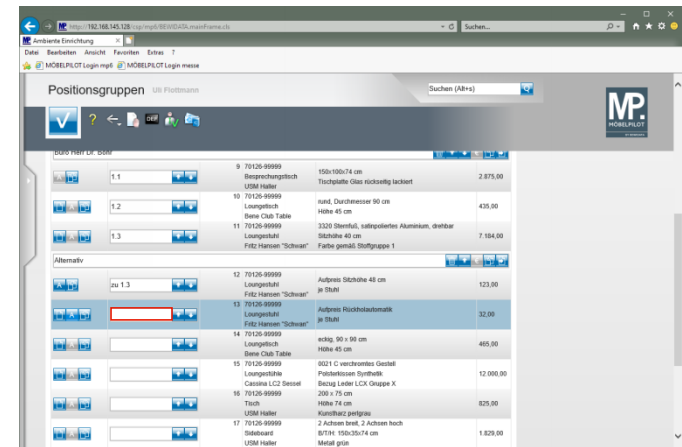 http://192.168.145.128/csp/mp6/BEWIDATA.mainFrame.cls
Suchen...
Ambiente Einrichtung
Datei Bearbeiten Ansicht Favoriten Extras ?
MÖBELPILOT Login mp6 MÖBELPILOT Login messe
Positionsgruppen Uli Flottmann
Suchen (Alt+s)
MP.
MÖBELPILOT
Büro Herr Dr. Bohr
1.1
9 70126-99999
Besprechungstisch
USM Haller
150x100x74 cm
Tischplatte Glas rückseitig lackiert
2.875,00
1.2
10 70126-99999
Loungetisch
Bene Club Table
rund, Durchmesser 90 cm
Höhe 45 cm
435,00
1.3
11 70126-99999
Loungestuhl
Fritz Hansen "Schwan"
3320 Sternfuß, satinpoliertes Aluminium, drehbar
Sitzhöhe 40 cm
Farbe gemäß Stoffgruppe 1
7.184,00
Alternativ
zu 1.3
12 70126-99999
Loungestuhl
Fritz Hansen "Schwan"
Aufpreis Sitzhöhe 48 cm
je Stuhl
123,00
13 70126-99999
Loungestuhl
Fritz Hansen "Schwan"
Aufpreis Rückholautomatik
je Stuhl
32,00
14 70126-99999
Loungetisch
Bene Club Table
eckig, 90 x 90 cm
Höhe 45 cm
465,00
15 70126-99999
Loungestühle
Cassina LC2 Sessel
0021 C verchromtes Gestell
Polsterkissen Synthetik
Bezug Leder LCX Gruppe X
12.000,00
16 70126-99999
Tisch
USM Haller
200 x 75 cm
Höhe 74 cm
Kunstharz perlgrau
825,00
17 70126-99999
Sideboard
USM Haller
2 Achsen breit, 2 Achsen hoch
B/T/H: 150x35x74 cm
Metall grün
1.829,00